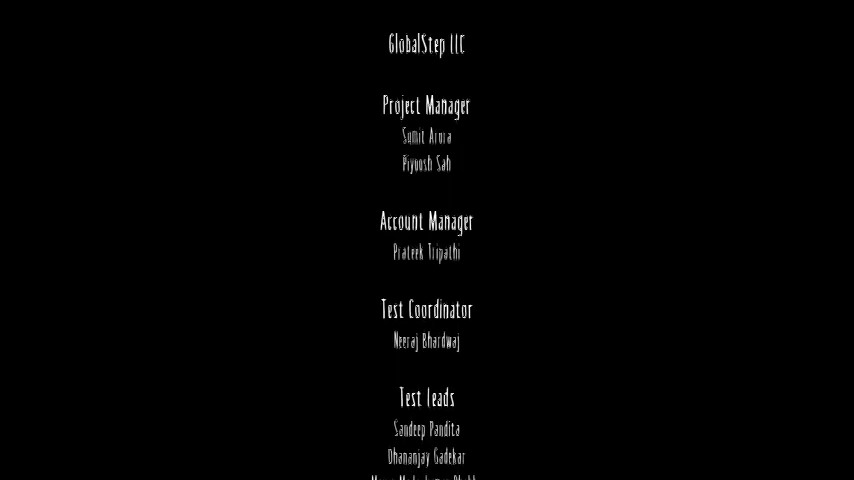 GlobalStep LLC
Project Manager
Sumit Arora
Piyoosh Sah
Account Manager
Prateek Tripathi
Test Coordinator
Neeraj Bhardwaj
Test Leads
Sandeep Pandita
Dhananjay Gadekar